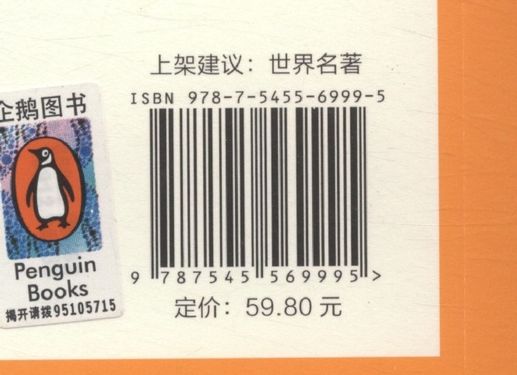 上架建议：世界名著
ISBN 978-7-5455-6999-5
9 787545 569995 >
定价：59.80 元
企鹅图书
Penguin
Books
揭开请拨95105715